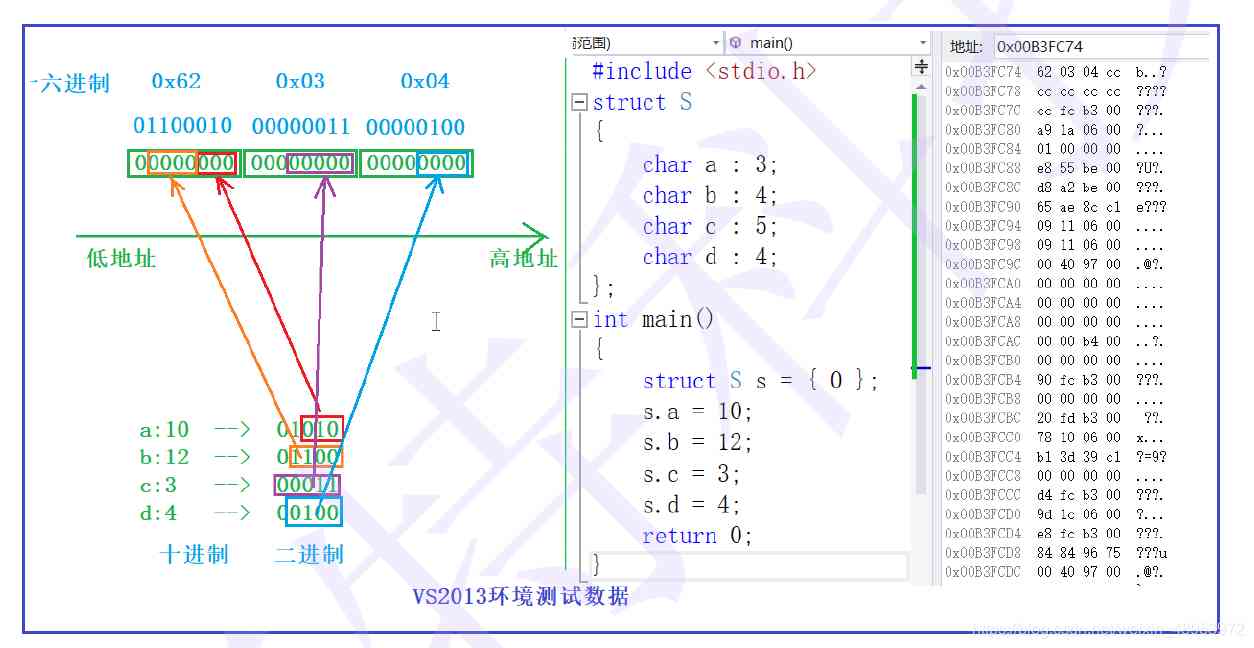 十六进制 0x62 0x03 0x04
01100010 00000011 00000100
00000000 00000000 00000000
低地址 高地址
a:10 --> 01010
b:12 --> 01100
c:3 --> 00011
d:4 --> 00100
十进制 二进制
VS2013环境测试数据
范围) main()
#include <stdio.h>
struct S
{
char a : 3;
char b : 4;
char c : 5;
char d : 4;
};
int main()
{
struct S s = { 0 };
s.a = 10;
s.b = 12;
s.c = 3;
s.d = 4;
return 0;
}
地址: 0x00B3FC74
0x00B3FC74 62 03 04 cc b..?
0x00B3FC78 cc cc cc cc ????
0x00B3FC7C cc fc b3 00 ???.
0x00B3FC80 a9 1a 06 00 ?...
0x00B3FC84 01 00 00 00 ....
0x00B3FC88 e8 55 be 00 ?U?.
0x00B3FC8C d8 a2 be 00 ???.
0x00B3FC90 65 ae 8c c1 e???
0x00B3FC94 09 11 06 00 ....
0x00B3FC98 09 11 06 00 ....
0x00B3FC9C 00 40 97 00 .@?.
0x00B3FCA0 00 00 00 00 ....
0x00B3FCA4 00 00 00 00 ....
0x00B3FCA8 00 00 00 00 ....
0x00B3FCAC 00 00 b4 00 ..?.
0x00B3FCB0 00 00 00 00 ....
0x00B3FCB4 90 fc b3 00 ???.
0x00B3FCB8 00 00 00 00 ....
0x00B3FCBC 20 fd b3 00 ??.
0x00B3FCC0 78 10 06 00 x...
0x00B3FCC4 b1 3d 39 c1 ?=9?
0x00B3FCC8 00 00 00 00 ....
0x00B3FCCC d4 fc b3 00 ???.
0x00B3FCD0 9d 1c 06 00 ?...
0x00B3FCD4 e8 fc b3 00 ???.
0x00B3FCD8 84 84 96 75 ???u
0x00B3FCDC 00 40 97 00 .@?.